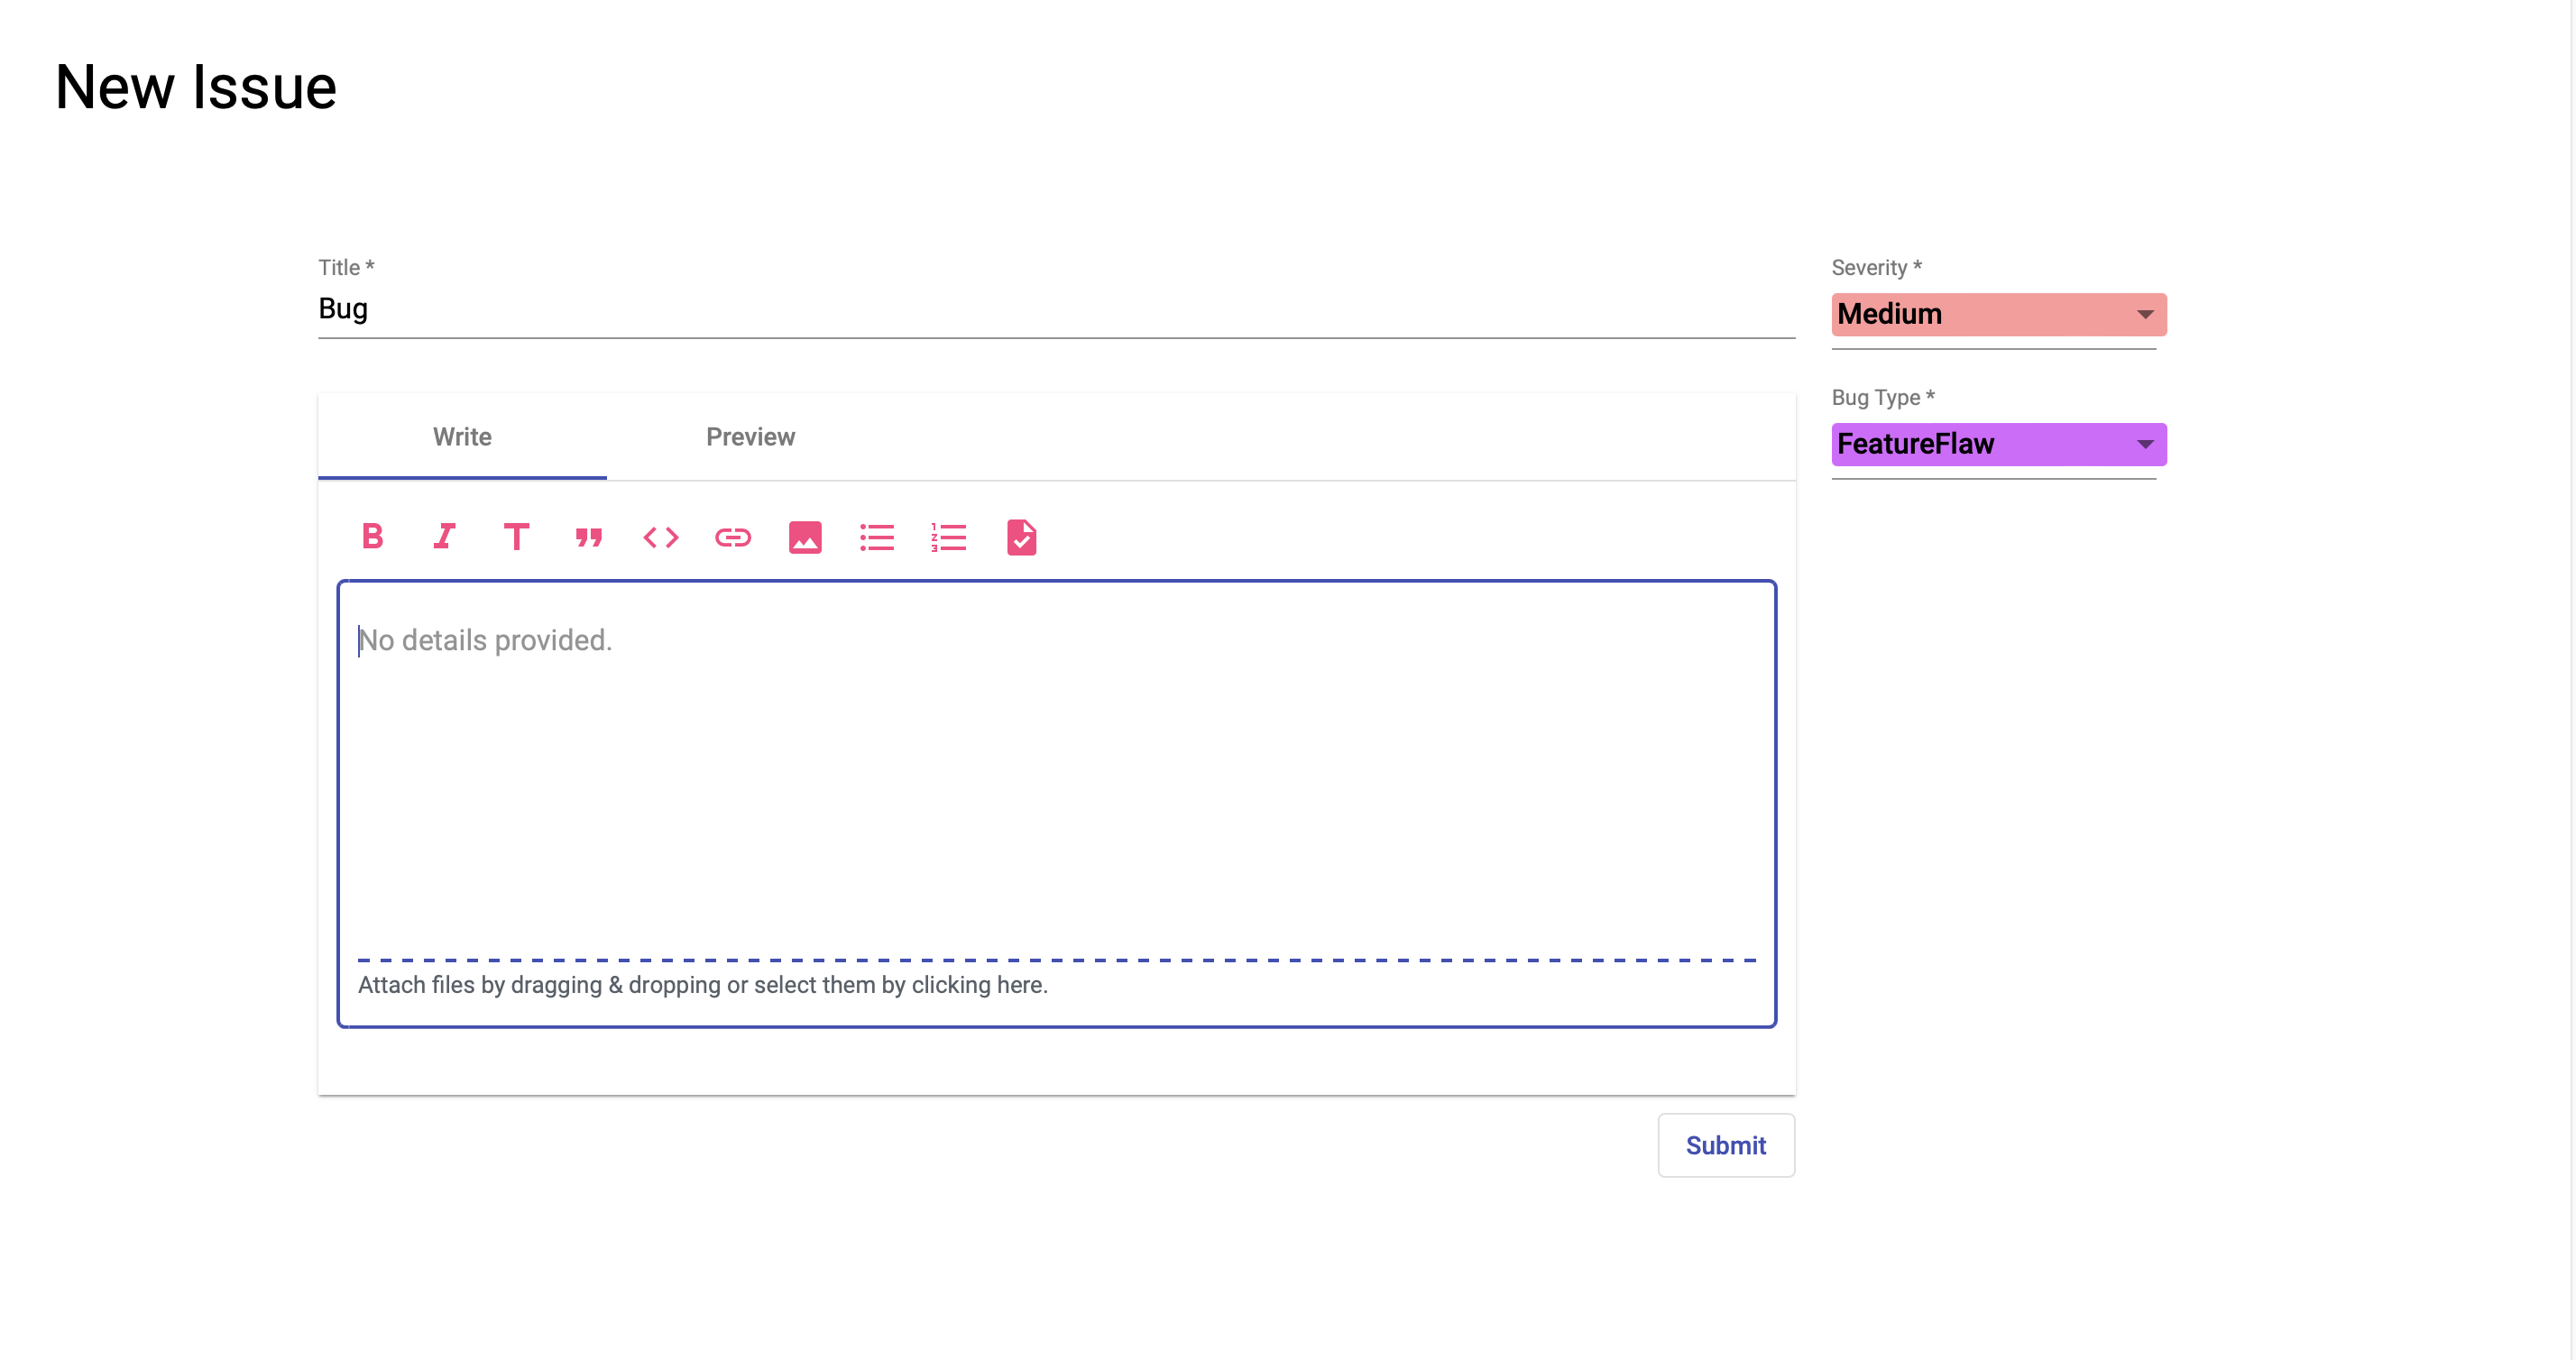 New Issue
Title *
Bug
Severity *
Medium
Bug Type *
FeatureFlaw
Write
Preview
No details provided.
Attach files by dragging & dropping or select them by clicking here.
Submit